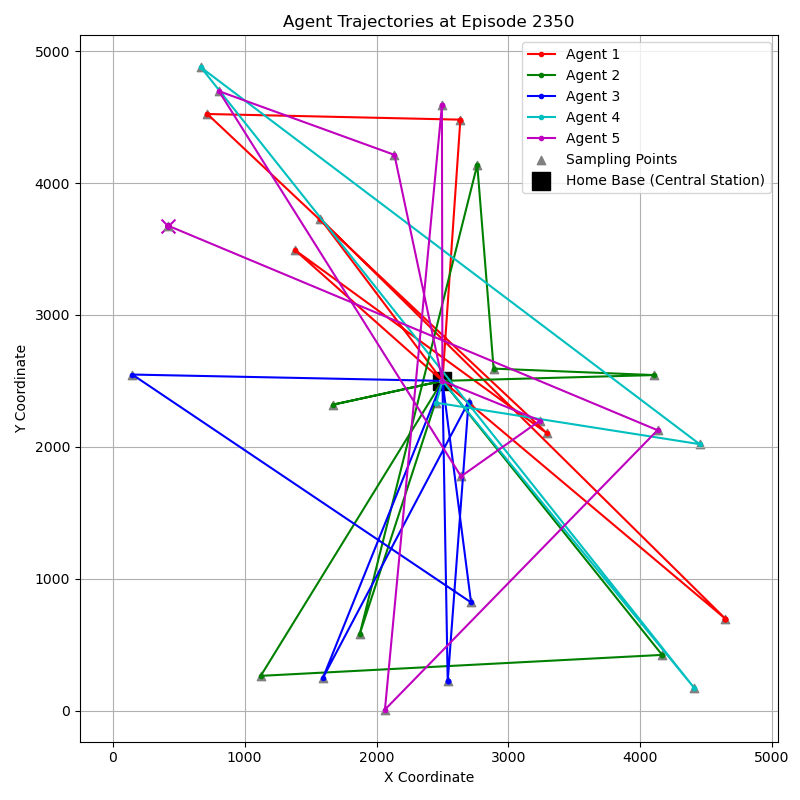 Agent Trajectories at Episode 2350
Agent 1
Agent 2
Agent 3
Agent 4
Agent 5
Sampling Points
Home Base (Central Station)
Y Coordinate
5000
4000
3000
2000
1000
0
0 1000 2000 3000 4000 5000
X Coordinate